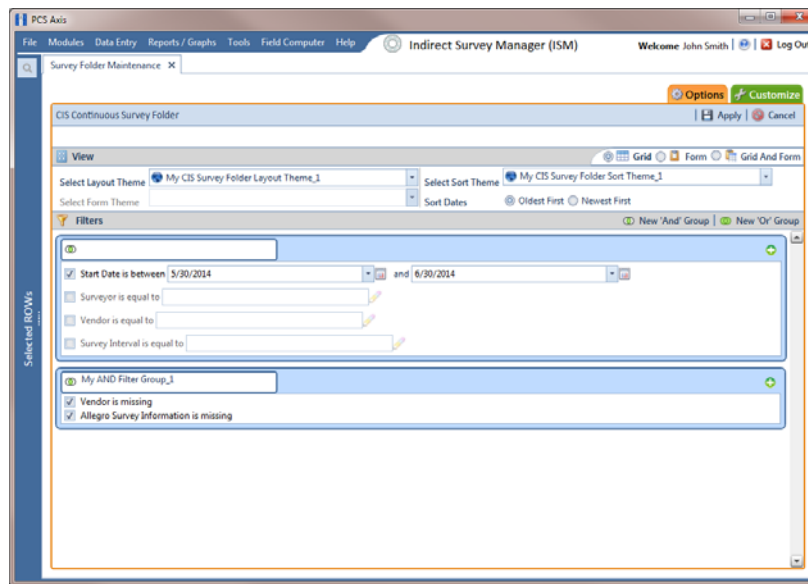 PCS Axis
File Modules Data Entry Reports / Graphs Tools Field Computer Help Indirect Survey Manager (ISM) Welcome John Smith Log Out
Survey Folder Maintenance
Options Customize
CIS Continuous Survey Folder Apply Cancel
View Grid Form Grid And Form
Select Layout Theme My CIS Survey Folder Layout Theme_1 Select Sort Theme My CIS Survey Folder Sort Theme_1
Select Form Theme Sort Dates Oldest First Newest First
Filters New 'And' Group New 'Or' Group
Start Date is between 5/30/2014 and 6/30/2014
Surveyor is equal to
Vendor is equal to
Survey Interval is equal to
Selected ROWs
My AND Filter Group_1
Vendor is missing
Allegro Survey Information is missing